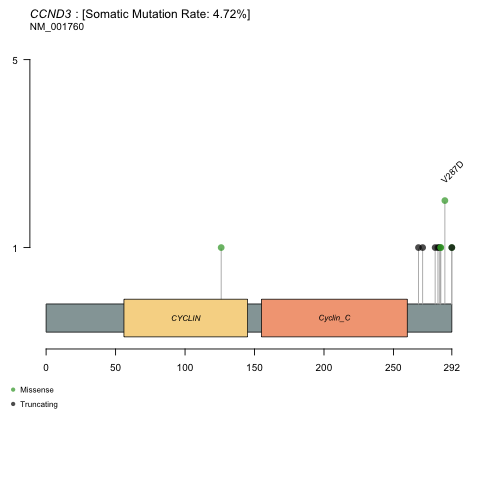 CCND3 : [Somatic Mutation Rate: 4.72%]
NM_001760
5
V287D
1
CYCLIN
Cyclin_C
0 50 100 150 200 250 292
Missense
Truncating